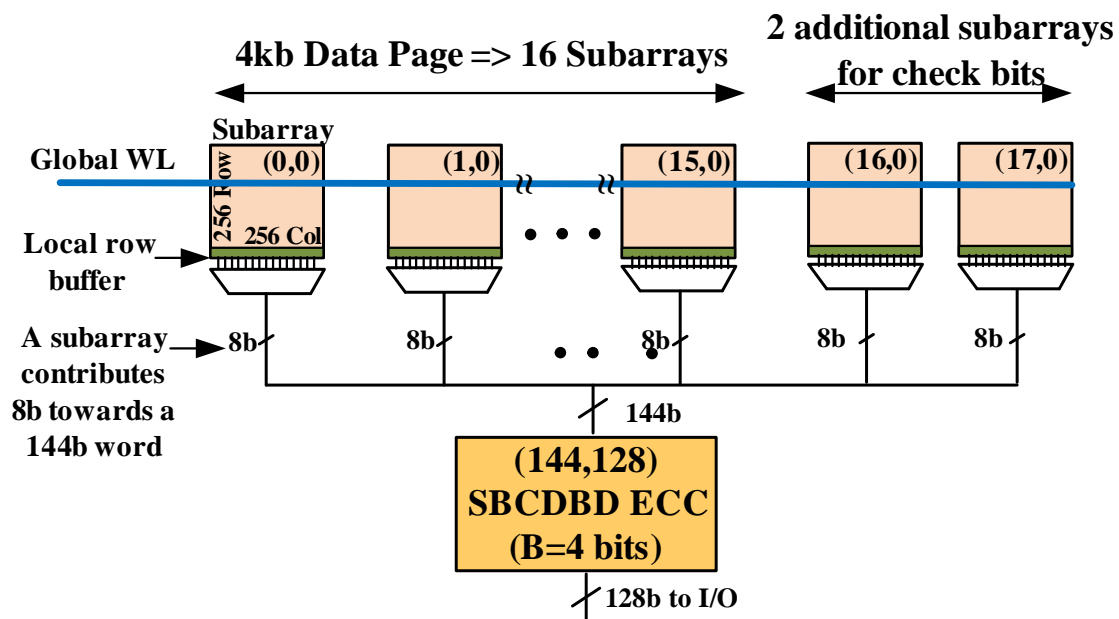 4kb Data Page => 16 Subarrays
2 additional subarrays
for check bits
Subarray
Global WL
(0,0)
(1,0)
(15,0)
(16,0)
(17,0)
256 Row
256 Col
Local row
buffer
A subarray
contributes
8b towards a
144b word
8b
8b
8b
8b
8b
144b
(144,128)
SBCDBD ECC
(B=4 bits)
128b to I/O